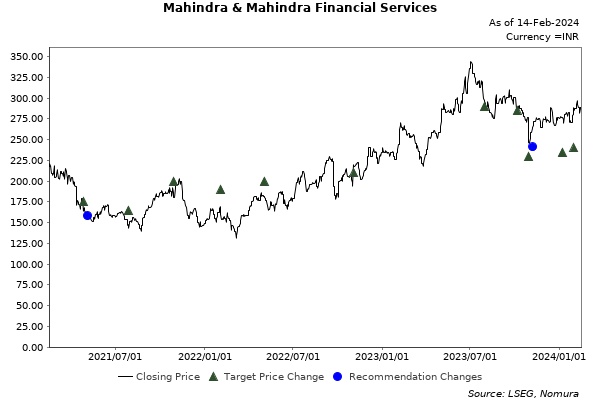 Mahindra & Mahindra Financial Services
As of 14-Feb-2024
Currency =INR
350.00
325.00
300.00
275.00
250.00
225.00
200.00
175.00
150.00
125.00
100.00
75.00
50.00
25.00
0.00
2021/07/01 2022/01/01 2022/07/01 2023/01/01 2023/07/01 2024/01/01
Closing Price Target Price Change Recommendation Changes
Source: LSEG, Nomura